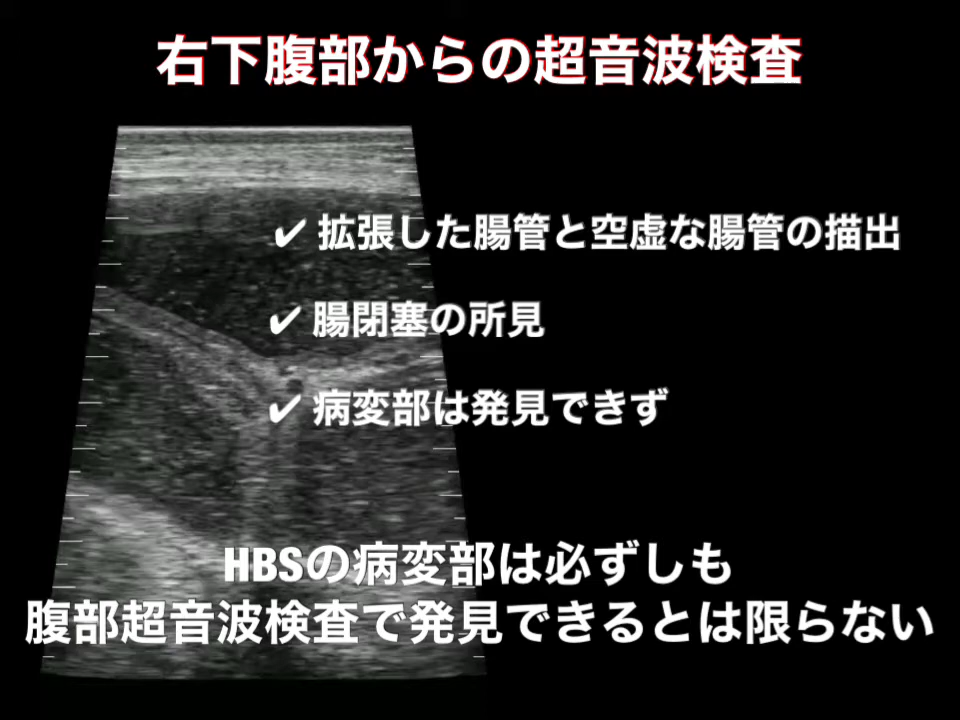 右下腹部からの超音波検査
✔ 拡張した腸管と空虚な腸管の描出
✔ 腸閉塞の所見
✔ 病変部は発見できず
HBSの病変部は必ずしも
腹部超音波検査で発見できるとは限らない